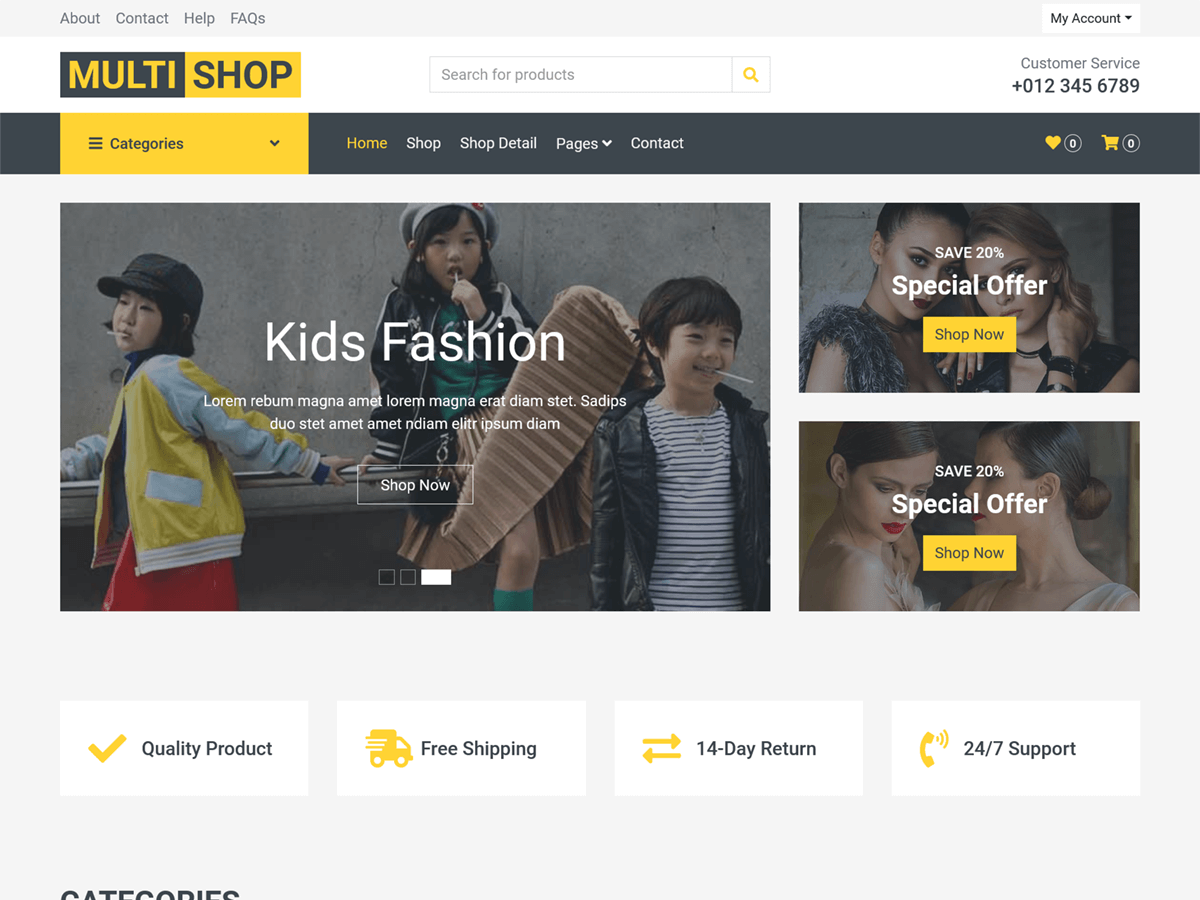 About Contact Help FAQs
My Account
MULTI SHOP
Search for products
Customer Service
+012 345 6789
Categories
Home Shop Shop Detail Pages Contact
0 0
Kids Fashion
Lorem rebum magna amet lorem magna erat diam stet. Sadips
duo stet amet amet ndiam elitr ipsum diam
Shop Now
SAVE 20%
Special Offer
Shop Now
SAVE 20%
Special Offer
Shop Now
Quality Product
Free Shipping
14-Day Return
24/7 Support
CATEGORIES